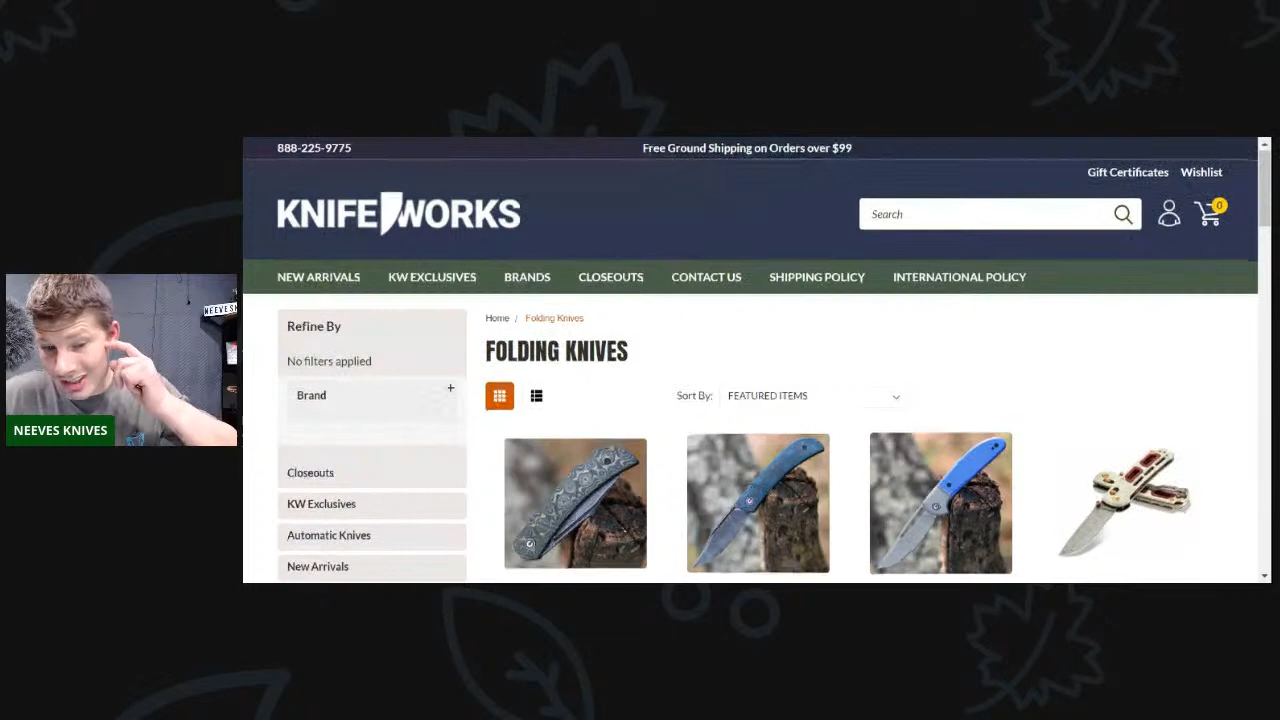 888-225-9775
Free Ground Shipping on Orders over $99
Gift Certificates Wishlist
KNIFEWORKS
Search
0
NEW ARRIVALS KW EXCLUSIVES BRANDS CLOSEOUTS CONTACT US SHIPPING POLICY INTERNATIONAL POLICY
Refine By
No filters applied
Brand
+
Closeouts
KW Exclusives
Automatic Knives
New Arrivals
Home / Folding Knives
FOLDING KNIVES
Sort By: FEATURED ITEMS
NEEVES KNIVES